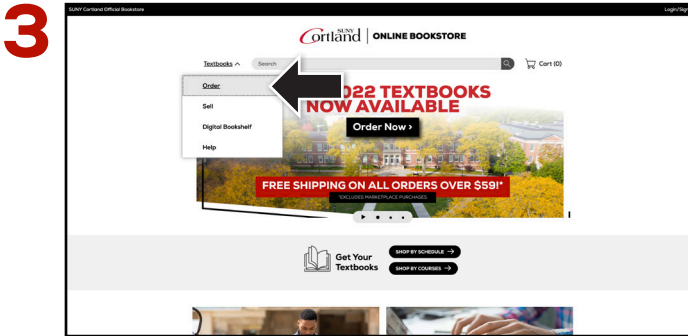 3
SUNY Cortland Official Bookstore
Login/Sign
SUNY
Cortland | ONLINE BOOKSTORE
Textbooks
Search
Cart (0)
Order
Sell
Digital Bookshelf
Help
22 TEXTBOOKS
NOW AVAILABLE
Order Now ›
FREE SHIPPING ON ALL ORDERS OVER $59!*
*EXCLUDES MARKETPLACE PURCHASES
Get Your
Textbooks
SHOP BY SCHEDULE →
SHOP BY COURSES →